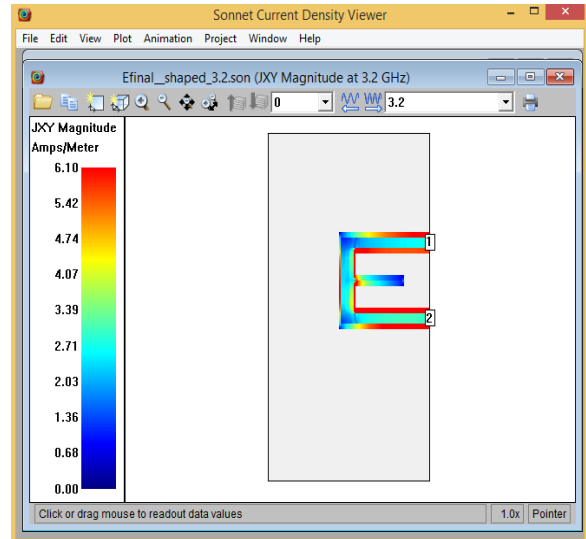 Sonnet Current Density Viewer
File Edit View Plot Animation Project Window Help
Efinal__shaped_3.2.son (JXY Magnitude at 3.2 GHz)
0 3.2
JXY Magnitude
Amps/Meter
6.10
5.42
4.74
4.07
3.39
2.71
2.03
1.36
0.68
0.00
1
2
Click or drag mouse to readout data values 1.0x Pointer